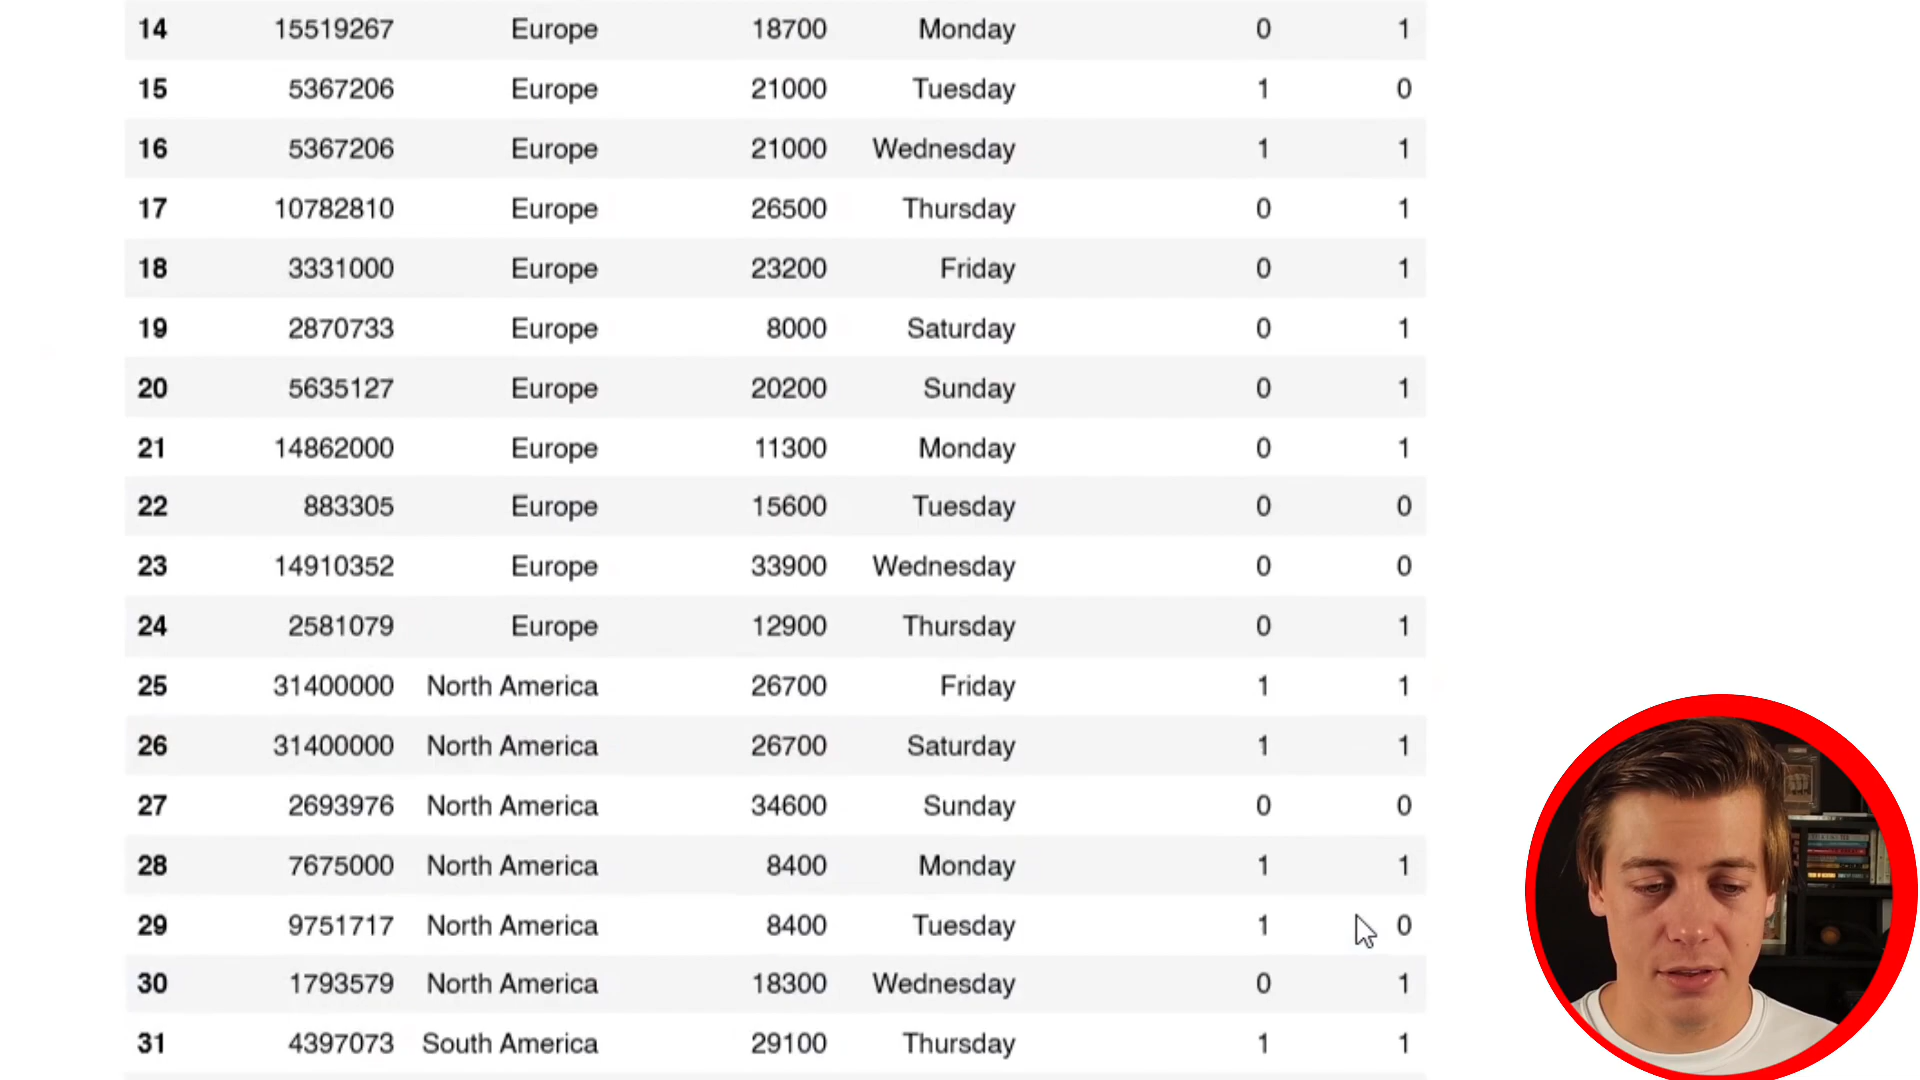 14 15519267 Europe 18700 Monday 0 1
15 5367206 Europe 21000 Tuesday 1 0
16 5367206 Europe 21000 Wednesday 1 1
17 10782810 Europe 26500 Thursday 0 1
18 3331000 Europe 23200 Friday 0 1
19 2870733 Europe 8000 Saturday 0 1
20 5635127 Europe 20200 Sunday 0 1
21 14862000 Europe 11300 Monday 0 1
22 883305 Europe 15600 Tuesday 0 0
23 14910352 Europe 33900 Wednesday 0 0
24 2581079 Europe 12900 Thursday 0 1
25 31400000 North America 26700 Friday 1 1
26 31400000 North America 26700 Saturday 1 1
27 2693976 North America 34600 Sunday 0 0
28 7675000 North America 8400 Monday 1 1
29 9751717 North America 8400 Tuesday 1 0
30 1793579 North America 18300 Wednesday 0 1
31 4397073 South America 29100 Thursday 1 1